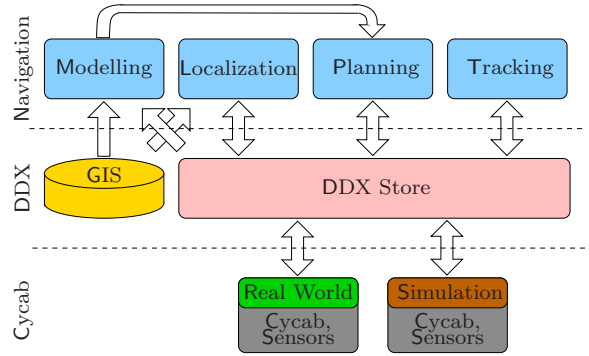 Navigation
Modelling
Localization
Planning
Tracking
DDX
GIS
DDX Store
Cycab
Real World
Cycab,
Sensors
Simulation
Cycab,
Sensors